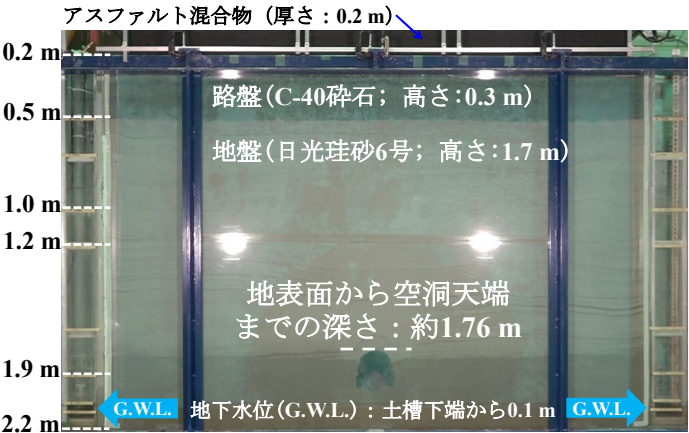 アスファルト混合物（厚さ：0.2 m）
0.2 m
路盤（C-40砕石；高さ：0.3 m）
0.5 m
地盤（日光珪砂6号；高さ：1.7 m）
1.0 m
1.2 m
地表面から空洞天端
までの深さ：約1.76 m
1.9 m
G.W.L. 地下水位（G.W.L.）：土槽下端から0.1 m G.W.L.
2.2 m